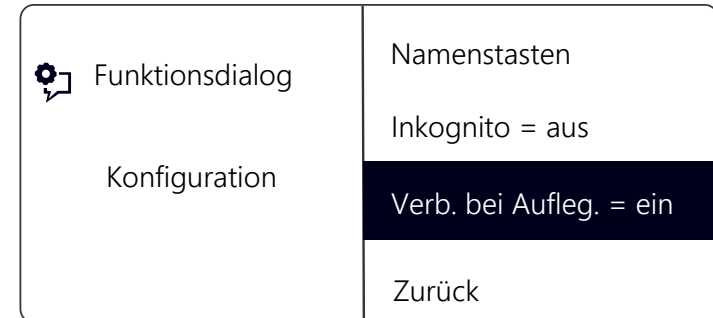 Funktionsdialog
Konfiguration
Namenstasten
Inkognito = aus
Verb. bei Aufleg. = ein
Zurück